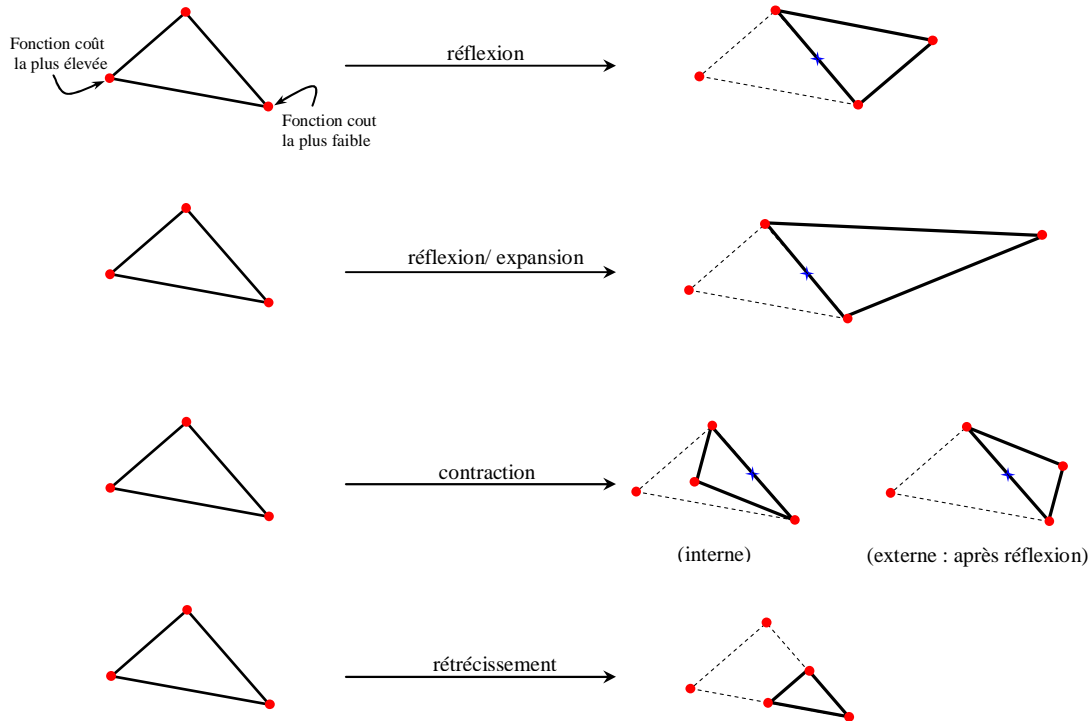 Fonction coût
la plus élevée
réflexion
Fonction cout
la plus faible
réflexion/ expansion
contraction
(interne)
(externe : après réflexion)
rétrécissement